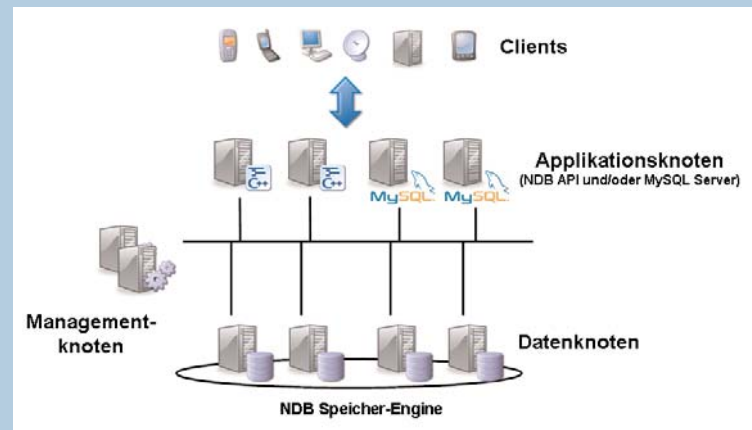 Clients
Applikationsknoten
(NDB API und/oder MySQL Server)
C++
C++
MySQL
MySQL
Management-
knoten
Datenknoten
NDB Speicher-Engine